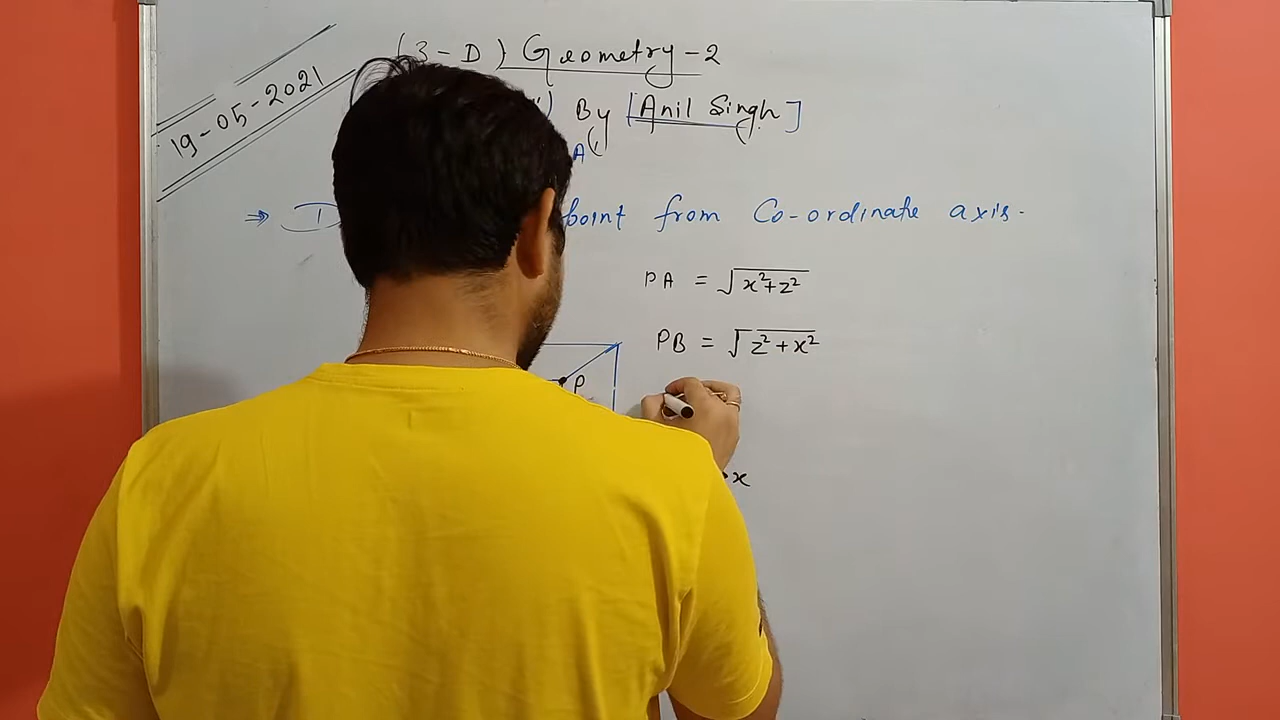 (3-D) Geometry-2
19-05-2021
By [Anil Singh]
A
⇒ point from Co-ordinate axis.
PA = √x²+z²
PB = √z²+x²
P
x